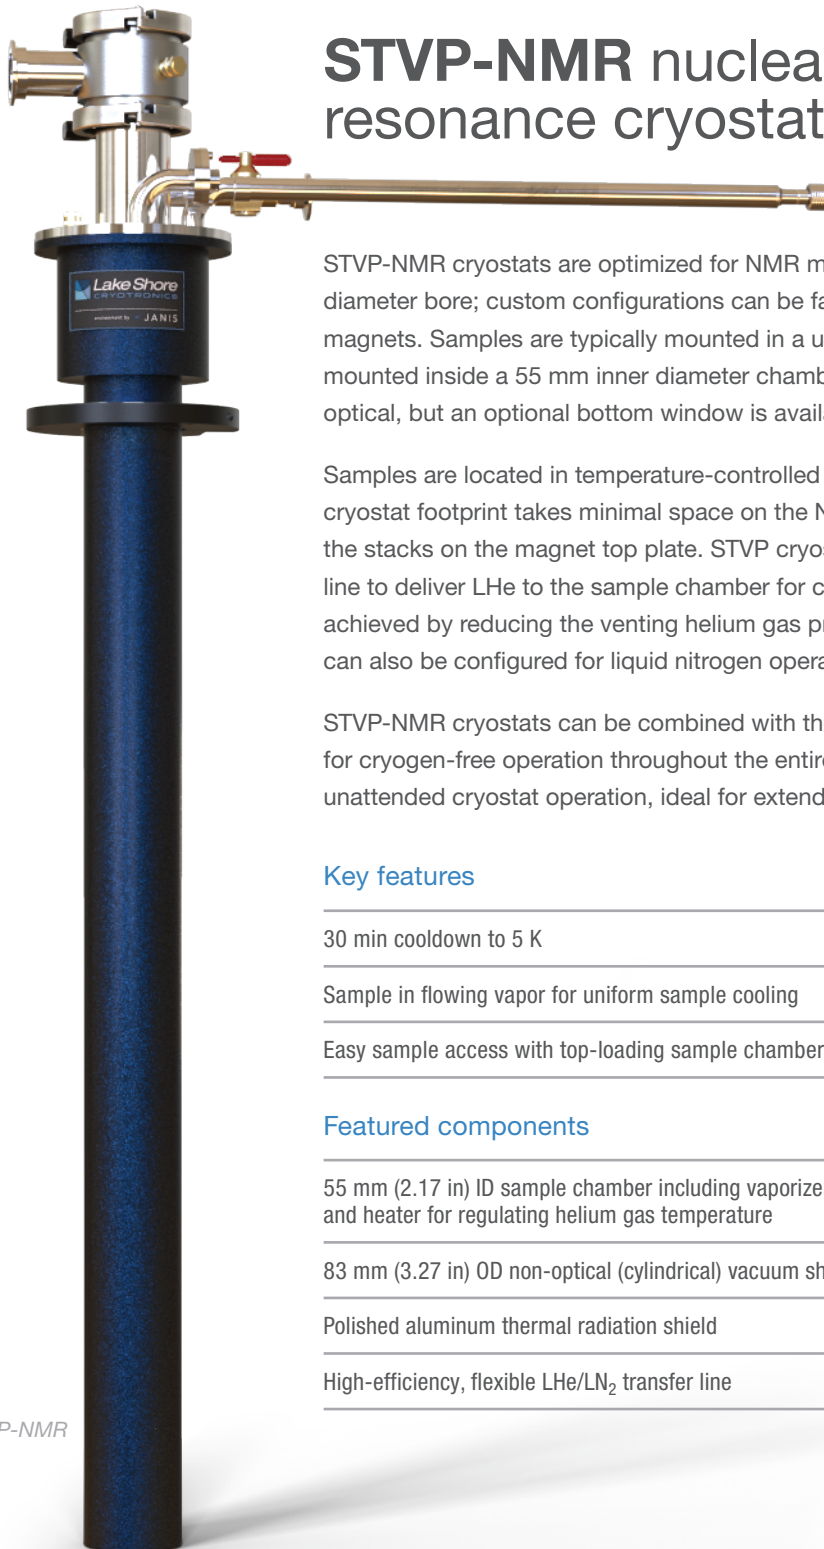 STVP-NMR nuclea
resonance cryostat
Lake Shore
CRYOTRONICS
environment by JANIS
STVP-NMR cryostats are optimized for NMR m
diameter bore; custom configurations can be fa
magnets. Samples are typically mounted in a u
mounted inside a 55 mm inner diameter chamb
optical, but an optional bottom window is avail
Samples are located in temperature-controlled
cryostat footprint takes minimal space on the N
the stacks on the magnet top plate. STVP cryos
line to deliver LHe to the sample chamber for c
achieved by reducing the venting helium gas pr
can also be configured for liquid nitrogen opera
STVP-NMR cryostats can be combined with th
for cryogen-free operation throughout the entire
unattended cryostat operation, ideal for extend
Key features
30 min cooldown to 5 K
Sample in flowing vapor for uniform sample cooling
Easy sample access with top-loading sample chamber
Featured components
55 mm (2.17 in) ID sample chamber including vaporize
and heater for regulating helium gas temperature
83 mm (3.27 in) OD non-optical (cylindrical) vacuum sh
Polished aluminum thermal radiation shield
High-efficiency, flexible LHe/LN₂ transfer line
P-NMR